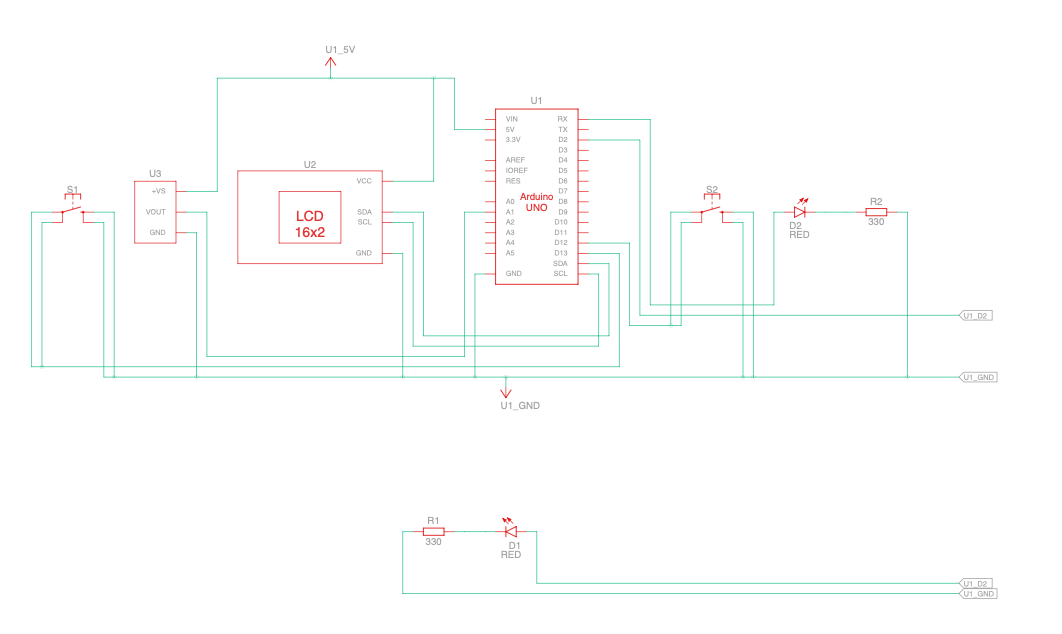 U1_5V
U1
VIN
RX
5V
TX
3.3V
D2
D3
AREF
D4
IOREF
D5
RES
D6
D7
Arduino
UNO
A0
D8
A1
D9
A2
D10
A3
D11
A4
D12
A5
D13
SDA
GND
SCL
S1
U3
+VS
VOUT
GND
U2
VCC
LCD
16x2
SDA
SCL
GND
S2
D2
RED
R2
330
U1_D2
U1_GND
U1_GND
R1
330
D1
RED
U1_D2
U1_GND